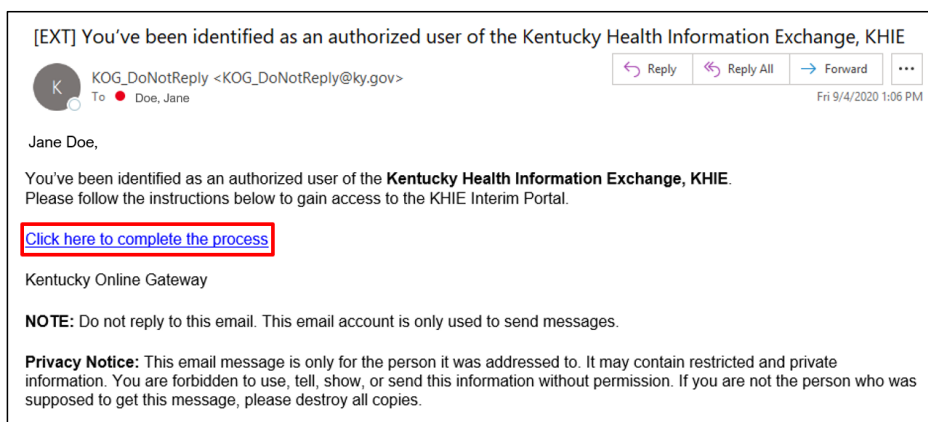 [EXT] You've been identified as an authorized user of the Kentucky Health Information Exchange, KHIE
K
KOG_DoNotReply <KOG_DoNotReply@ky.gov>
To Doe, Jane
Reply
Reply All
Forward
...
Fri 9/4/2020 1:06 PM
Jane Doe,
You've been identified as an authorized user of the Kentucky Health Information Exchange, KHIE.
Please follow the instructions below to gain access to the KHIE Interim Portal.
Click here to complete the process
Kentucky Online Gateway
NOTE: Do not reply to this email. This email account is only used to send messages.
Privacy Notice: This email message is only for the person it was addressed to. It may contain restricted and private
information. You are forbidden to use, tell, show, or send this information without permission. If you are not the person who was
supposed to get this message, please destroy all copies.